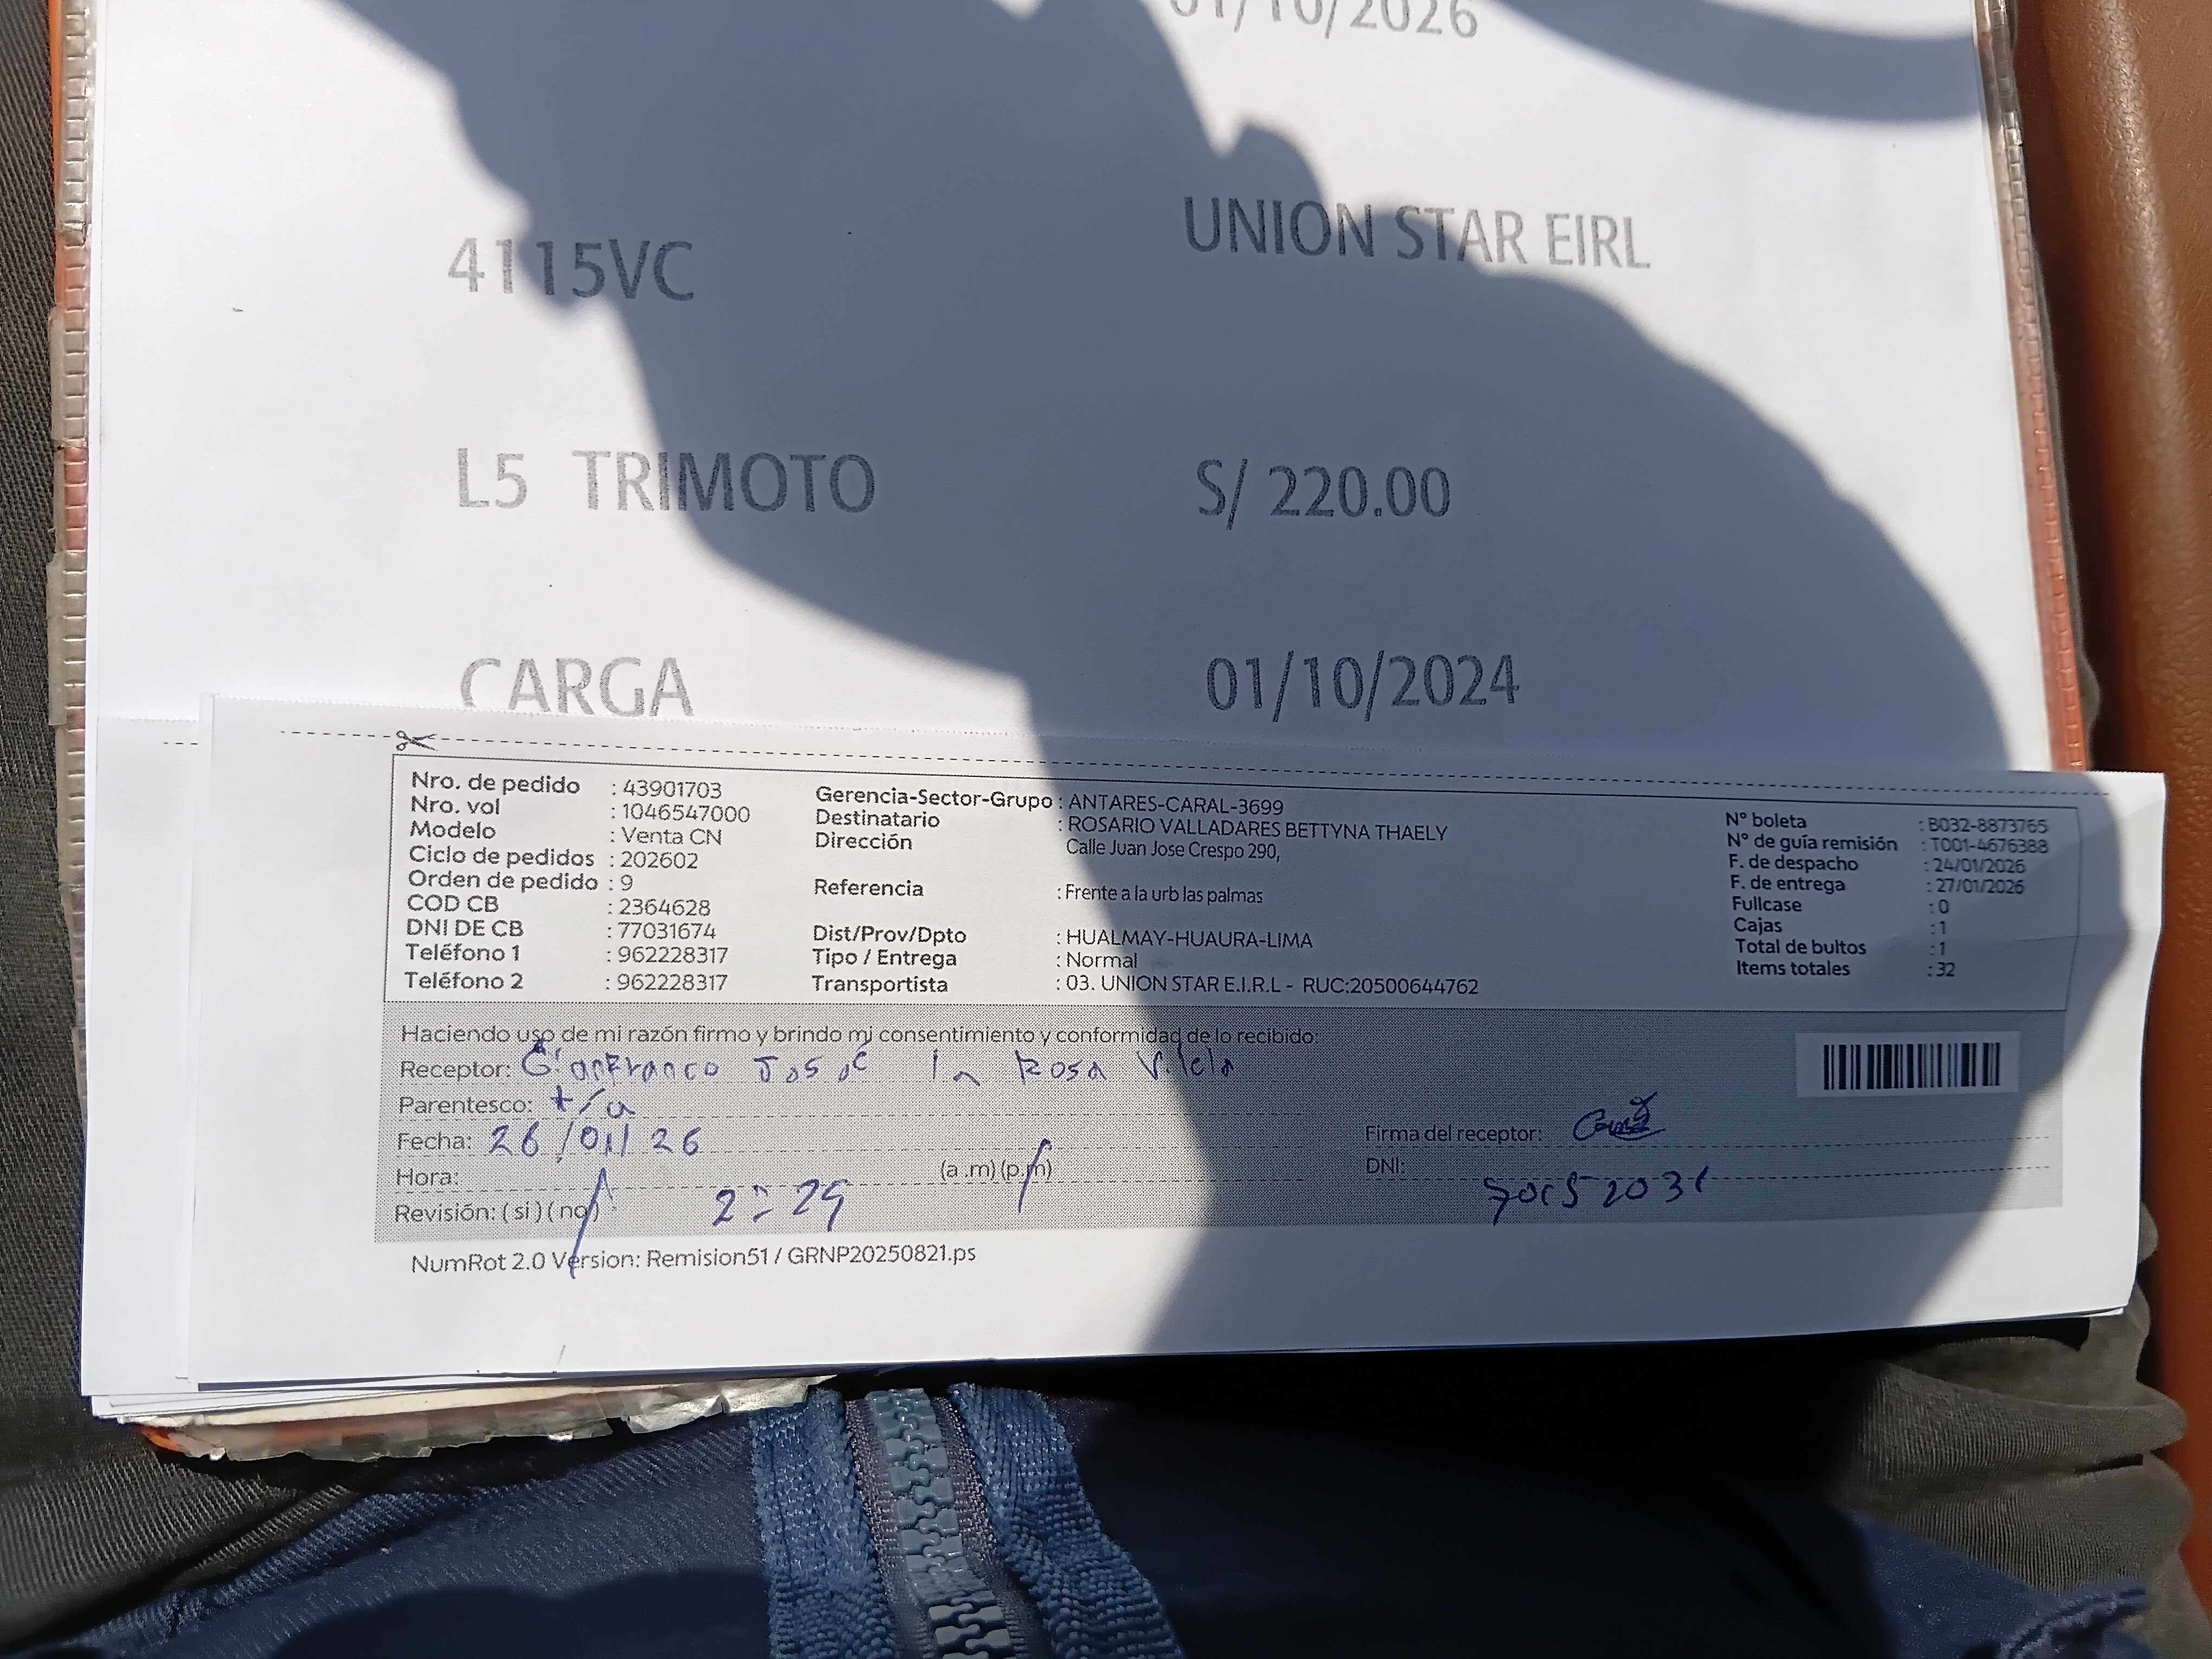 01/10/2026
4115VC UNION STAR EIRL
L5 TRIMOTO S/ 220.00
CARGA 01/10/2024
Nro. de pedido : 43901703
Nro. vol : 1046547000
Modelo : Venta CN
Ciclo de pedidos : 202602
Orden de pedido : 9
COD CB : 2364628
DNI DE CB : 77031674
Teléfono 1 : 962228317
Teléfono 2 : 962228317
Gerencia-Sector-Grupo : ANTARES-CARAL-3699
Destinatario : ROSARIO VALLADARES BETTYNA THAELY
Dirección Calle Juan Jose Crespo 290,
Referencia : Frente a la urb las palmas
Dist/Prov/Dpto : HUALMAY-HUAURA-LIMA
Tipo / Entrega : Normal
Transportista : 03. UNION STAR E.I.R.L - RUC:20500644762
N° boleta : B032-8873765
N° de guía remisión : T001-4676388
F. de despacho : 24/01/2026
F. de entrega : 27/01/2026
Fullcase : 0
Cajas : 1
Total de bultos : 1
Items totales : 32
Haciendo uso de mi razón firmo y brindo mi consentimiento y conformidad de lo recibido:
Receptor: Gianfranco José la Rosa Vilela
Parentesco: t/a
Fecha: 26/01/26
Firma del receptor:
Hora: 2:29 (a.m) (p.m)
DNI:
Revisión: (si) (no)
NumRot 2.0 Version: Remision51 / GRNP20250821.ps